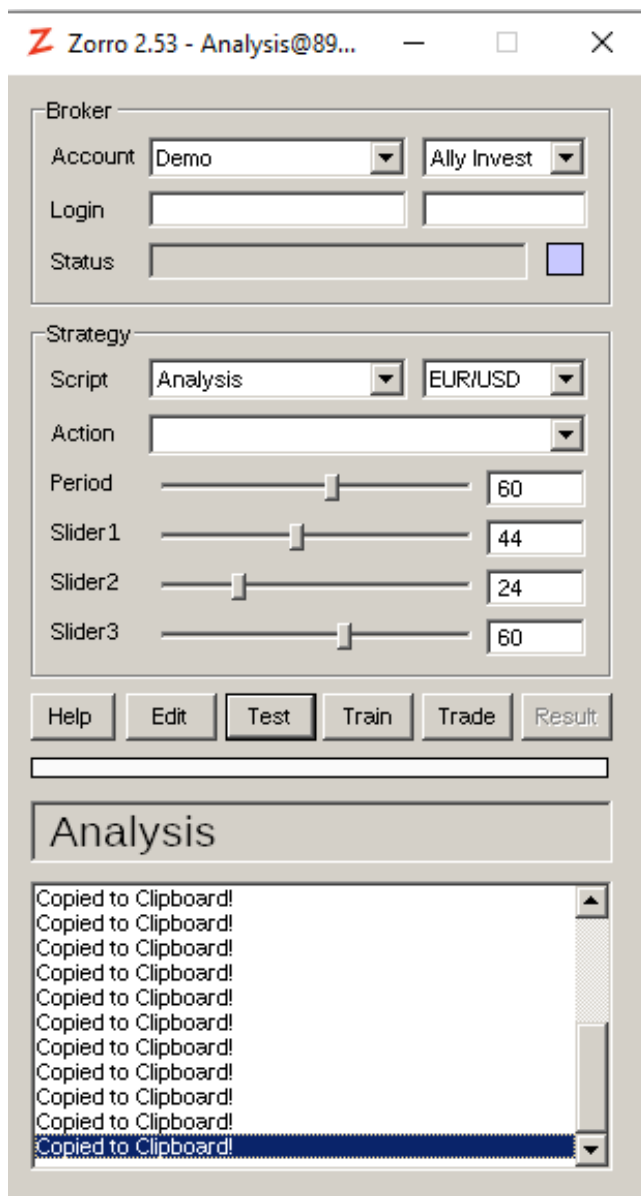 Z Zorro 2.53 - Analysis@89...
Broker
Account Demo Ally Invest
Login
Status
Strategy
Script Analysis EUR/USD
Action
Period 60
Slider1 44
Slider2 24
Slider3 60
Help Edit Test Train Trade Result
Analysis
Copied to Clipboard!
Copied to Clipboard!
Copied to Clipboard!
Copied to Clipboard!
Copied to Clipboard!
Copied to Clipboard!
Copied to Clipboard!
Copied to Clipboard!
Copied to Clipboard!
Copied to Clipboard!
Copied to Clipboard!